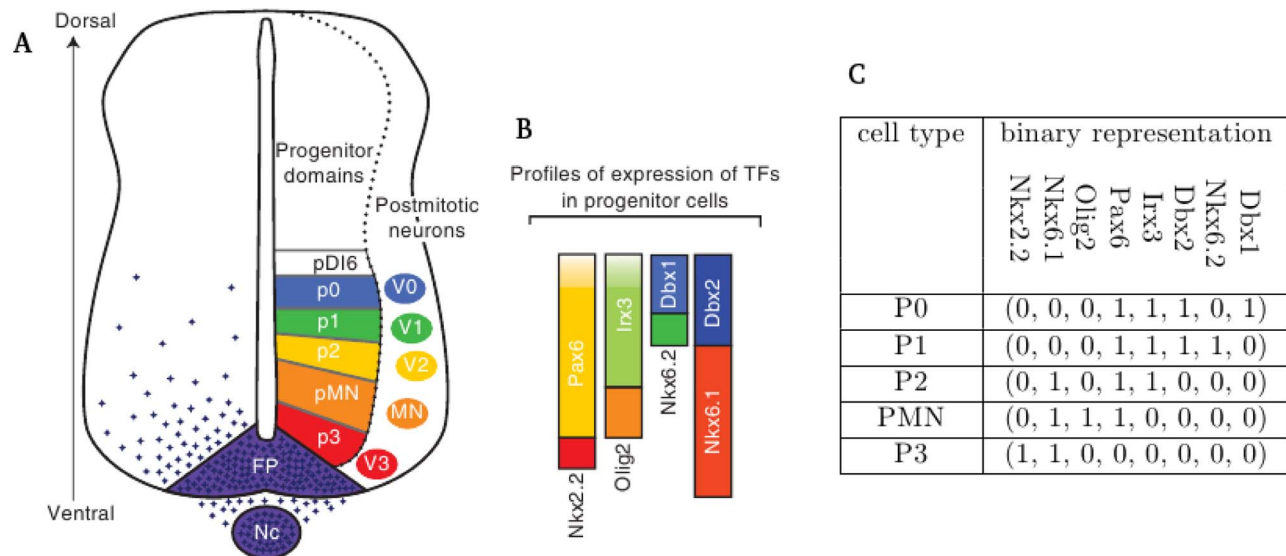 A
Dorsal
Progenitor
domains
Postmitotic
neurons
pDI6
p0
V0
p1
V1
p2
V2
pMN
MN
p3
V3
FP
Ventral
Nc
B
Profiles of expression of TFs
in progenitor cells
Pax6
Nkx2.2
Irx3
Olig2
Dbx1
Nkx6.2
Dbx2
Nkx6.1
C
cell type binary representation
Nkx2.2 Nkx6.1 Olig2 Pax6 Irx3 Dbx2 Nkx6.2 Dbx1
P0 (0, 0, 0, 1, 1, 1, 0, 1)
P1 (0, 0, 0, 1, 1, 1, 1, 0)
P2 (0, 1, 0, 1, 1, 0, 0, 0)
PMN (0, 1, 1, 1, 0, 0, 0, 0)
P3 (1, 1, 0, 0, 0, 0, 0, 0)